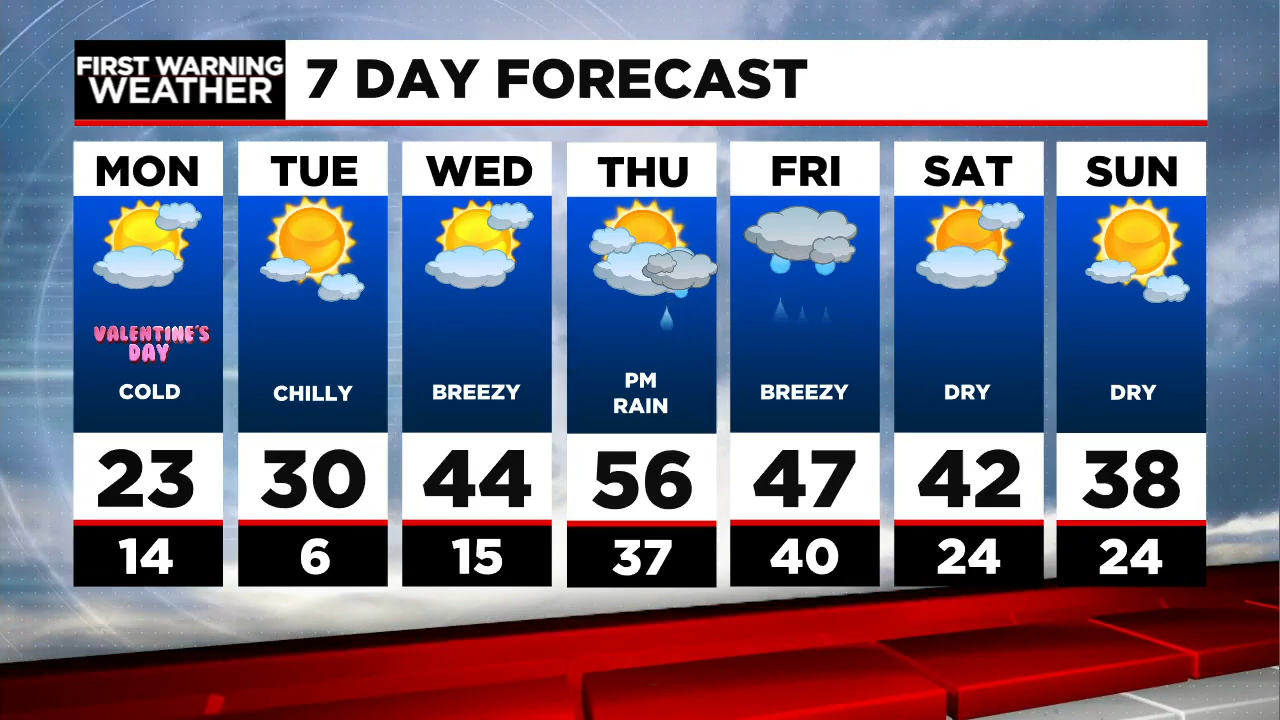 FIRST WARNING
WEATHER
7 DAY FORECAST
MON
TUE
WED
THU
FRI
SAT
SUN
VALENTINE'S
DAY
COLD
CHILLY
BREEZY
PM
RAIN
BREEZY
DRY
DRY
23
30
44
56
47
42
38
14
6
15
37
40
24
24